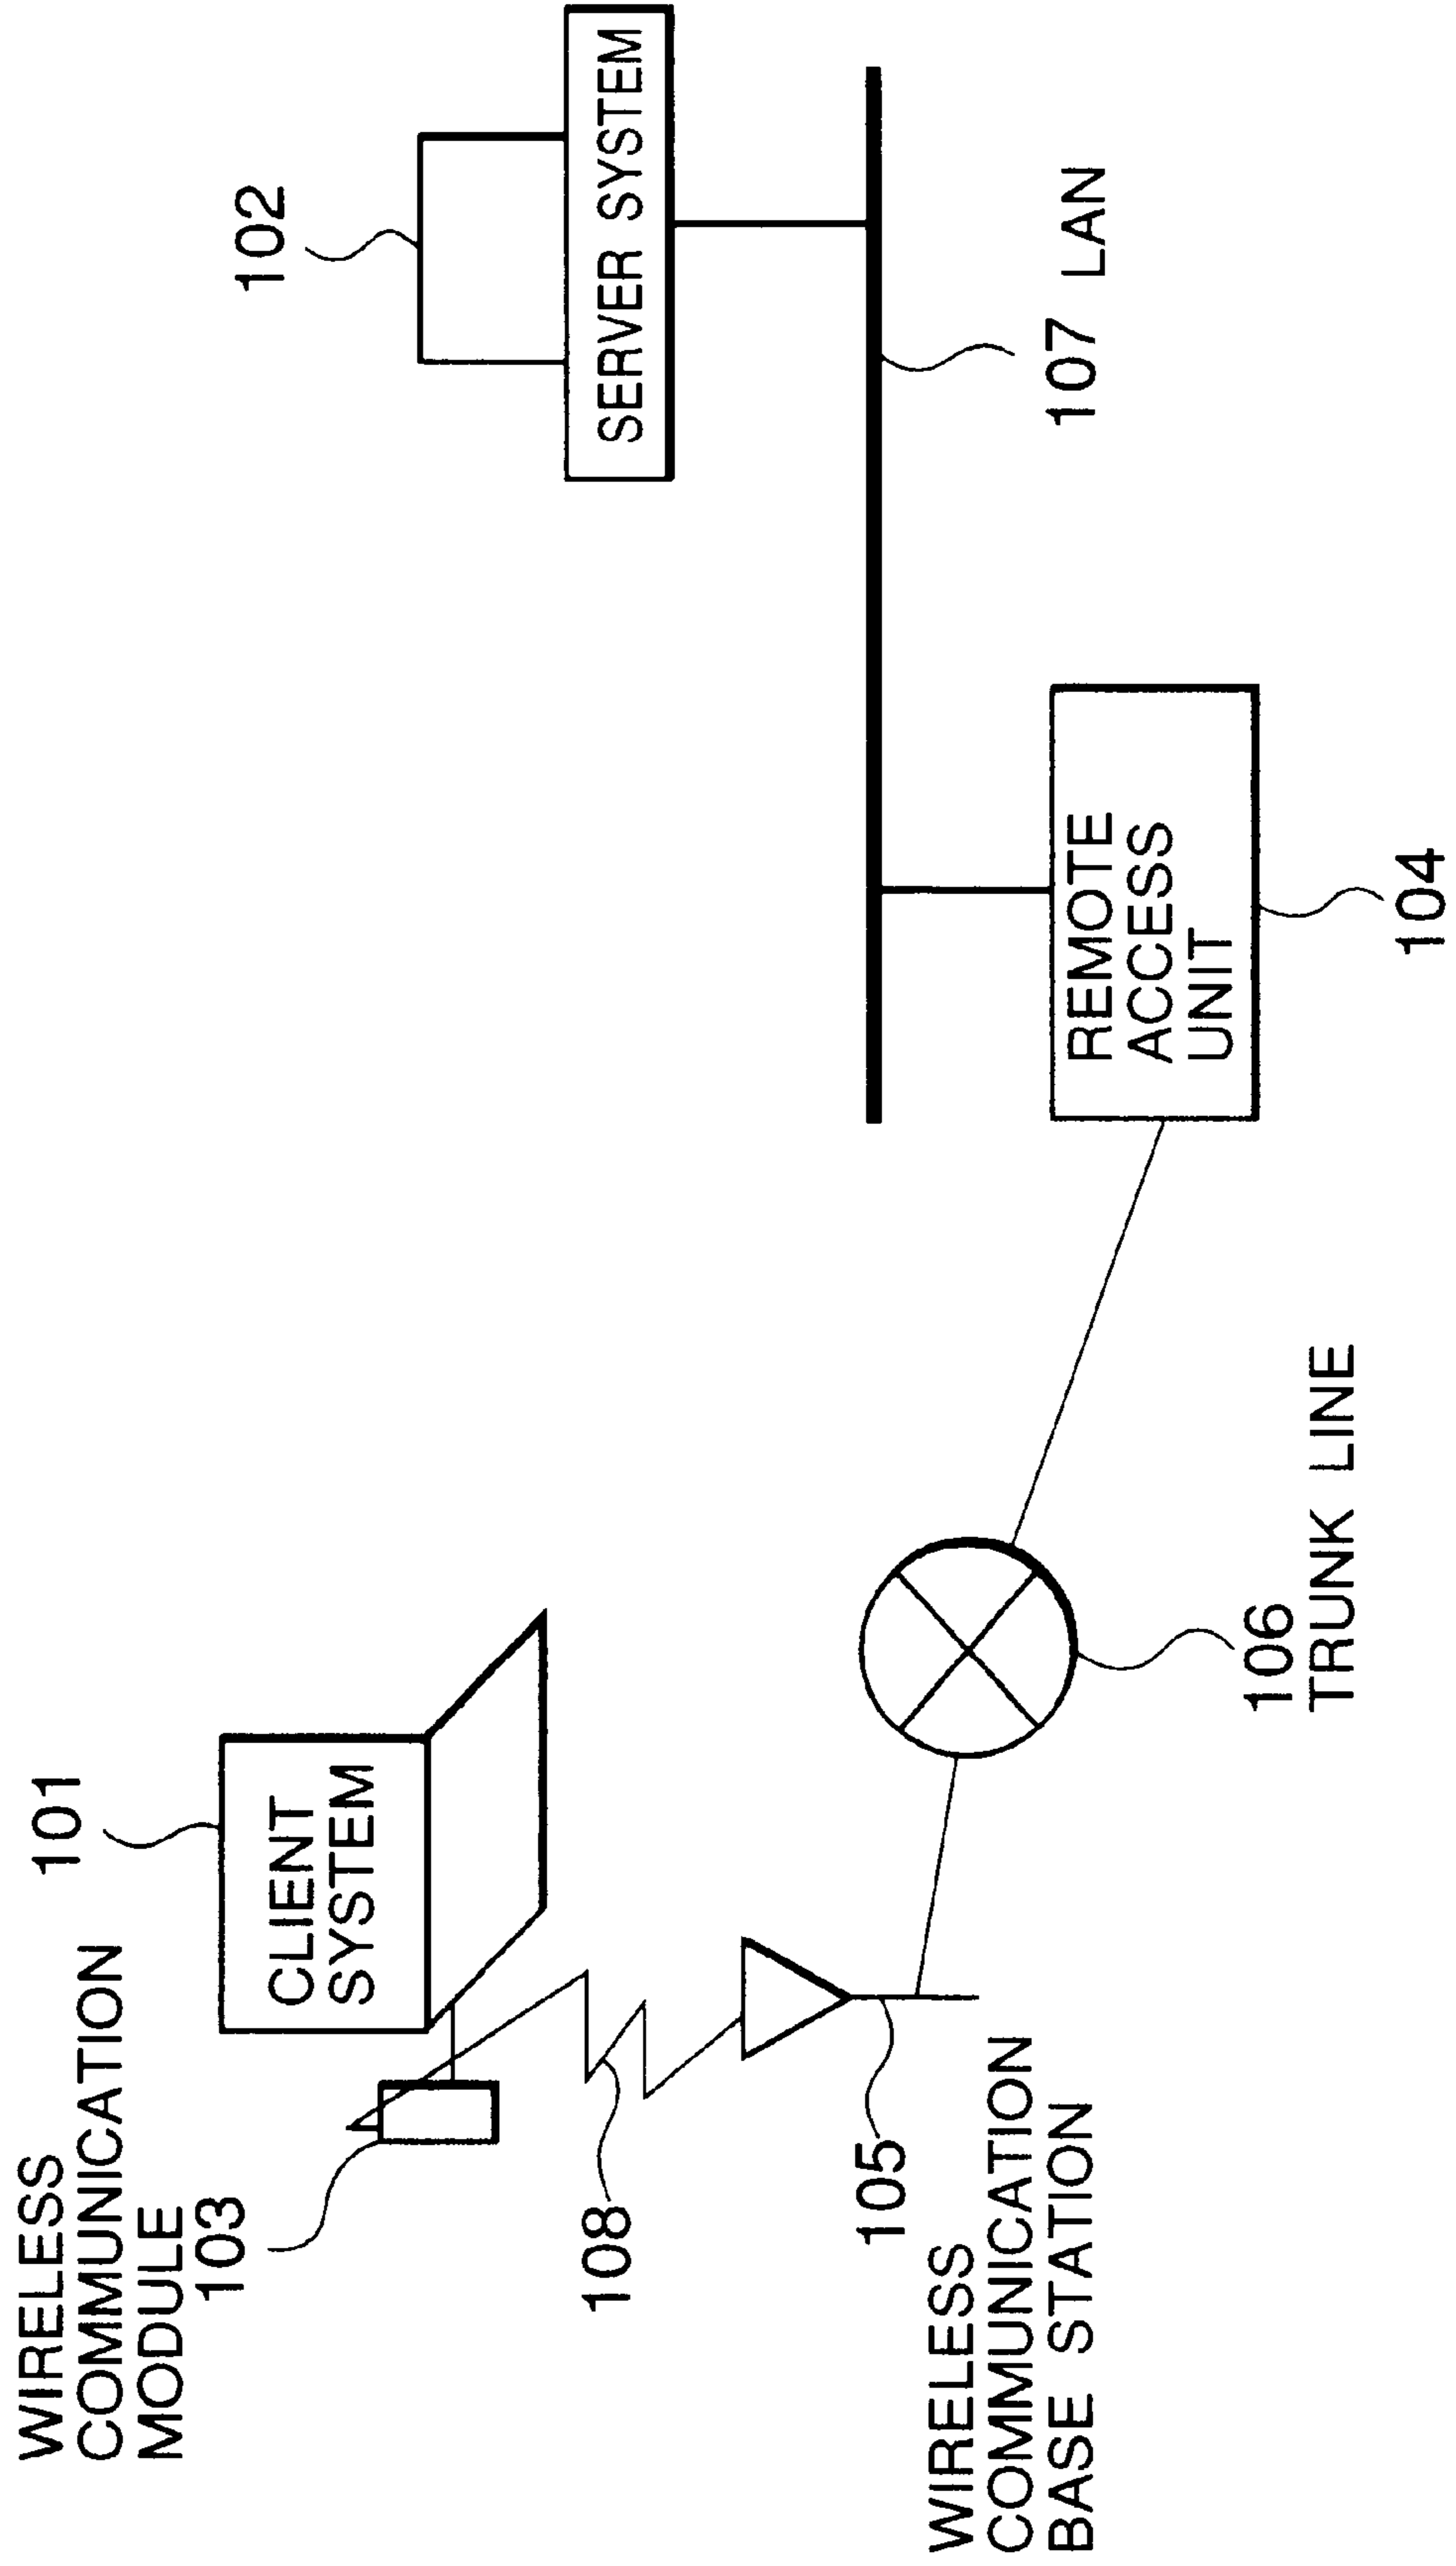 WIRELESS
COMMUNICATION
MODULE
103
101
CLIENT
SYSTEM
102
SERVER SYSTEM
108
105
WIRELESS
COMMUNICATION
BASE STATION
106
TRUNK LINE
107 LAN
REMOTE
ACCESS
UNIT
104